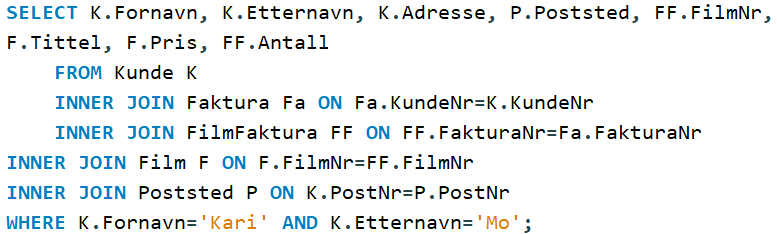 SELECT K.Fornavn, K.Etternavn, K.Adresse, P.Poststed, FF.FilmNr,
F.Tittel, F.Pris, FF.Antall
    FROM Kunde K
    INNER JOIN Faktura Fa ON Fa.KundeNr=K.KundeNr
    INNER JOIN FilmFaktura FF ON FF.FakturaNr=Fa.FakturaNr
INNER JOIN Film F ON F.FilmNr=FF.FilmNr
INNER JOIN Poststed P ON K.PostNr=P.PostNr
WHERE K.Fornavn='Kari' AND K.Etternavn='Mo';